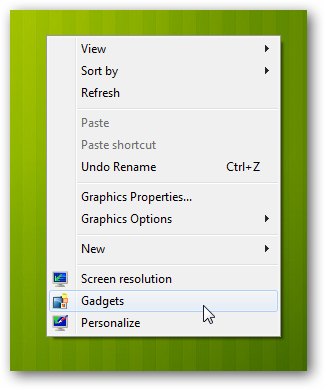 View
Sort by
Refresh
Paste
Paste shortcut
Undo Rename Ctrl+Z
Graphics Properties...
Graphics Options
New
Screen resolution
Gadgets
Personalize